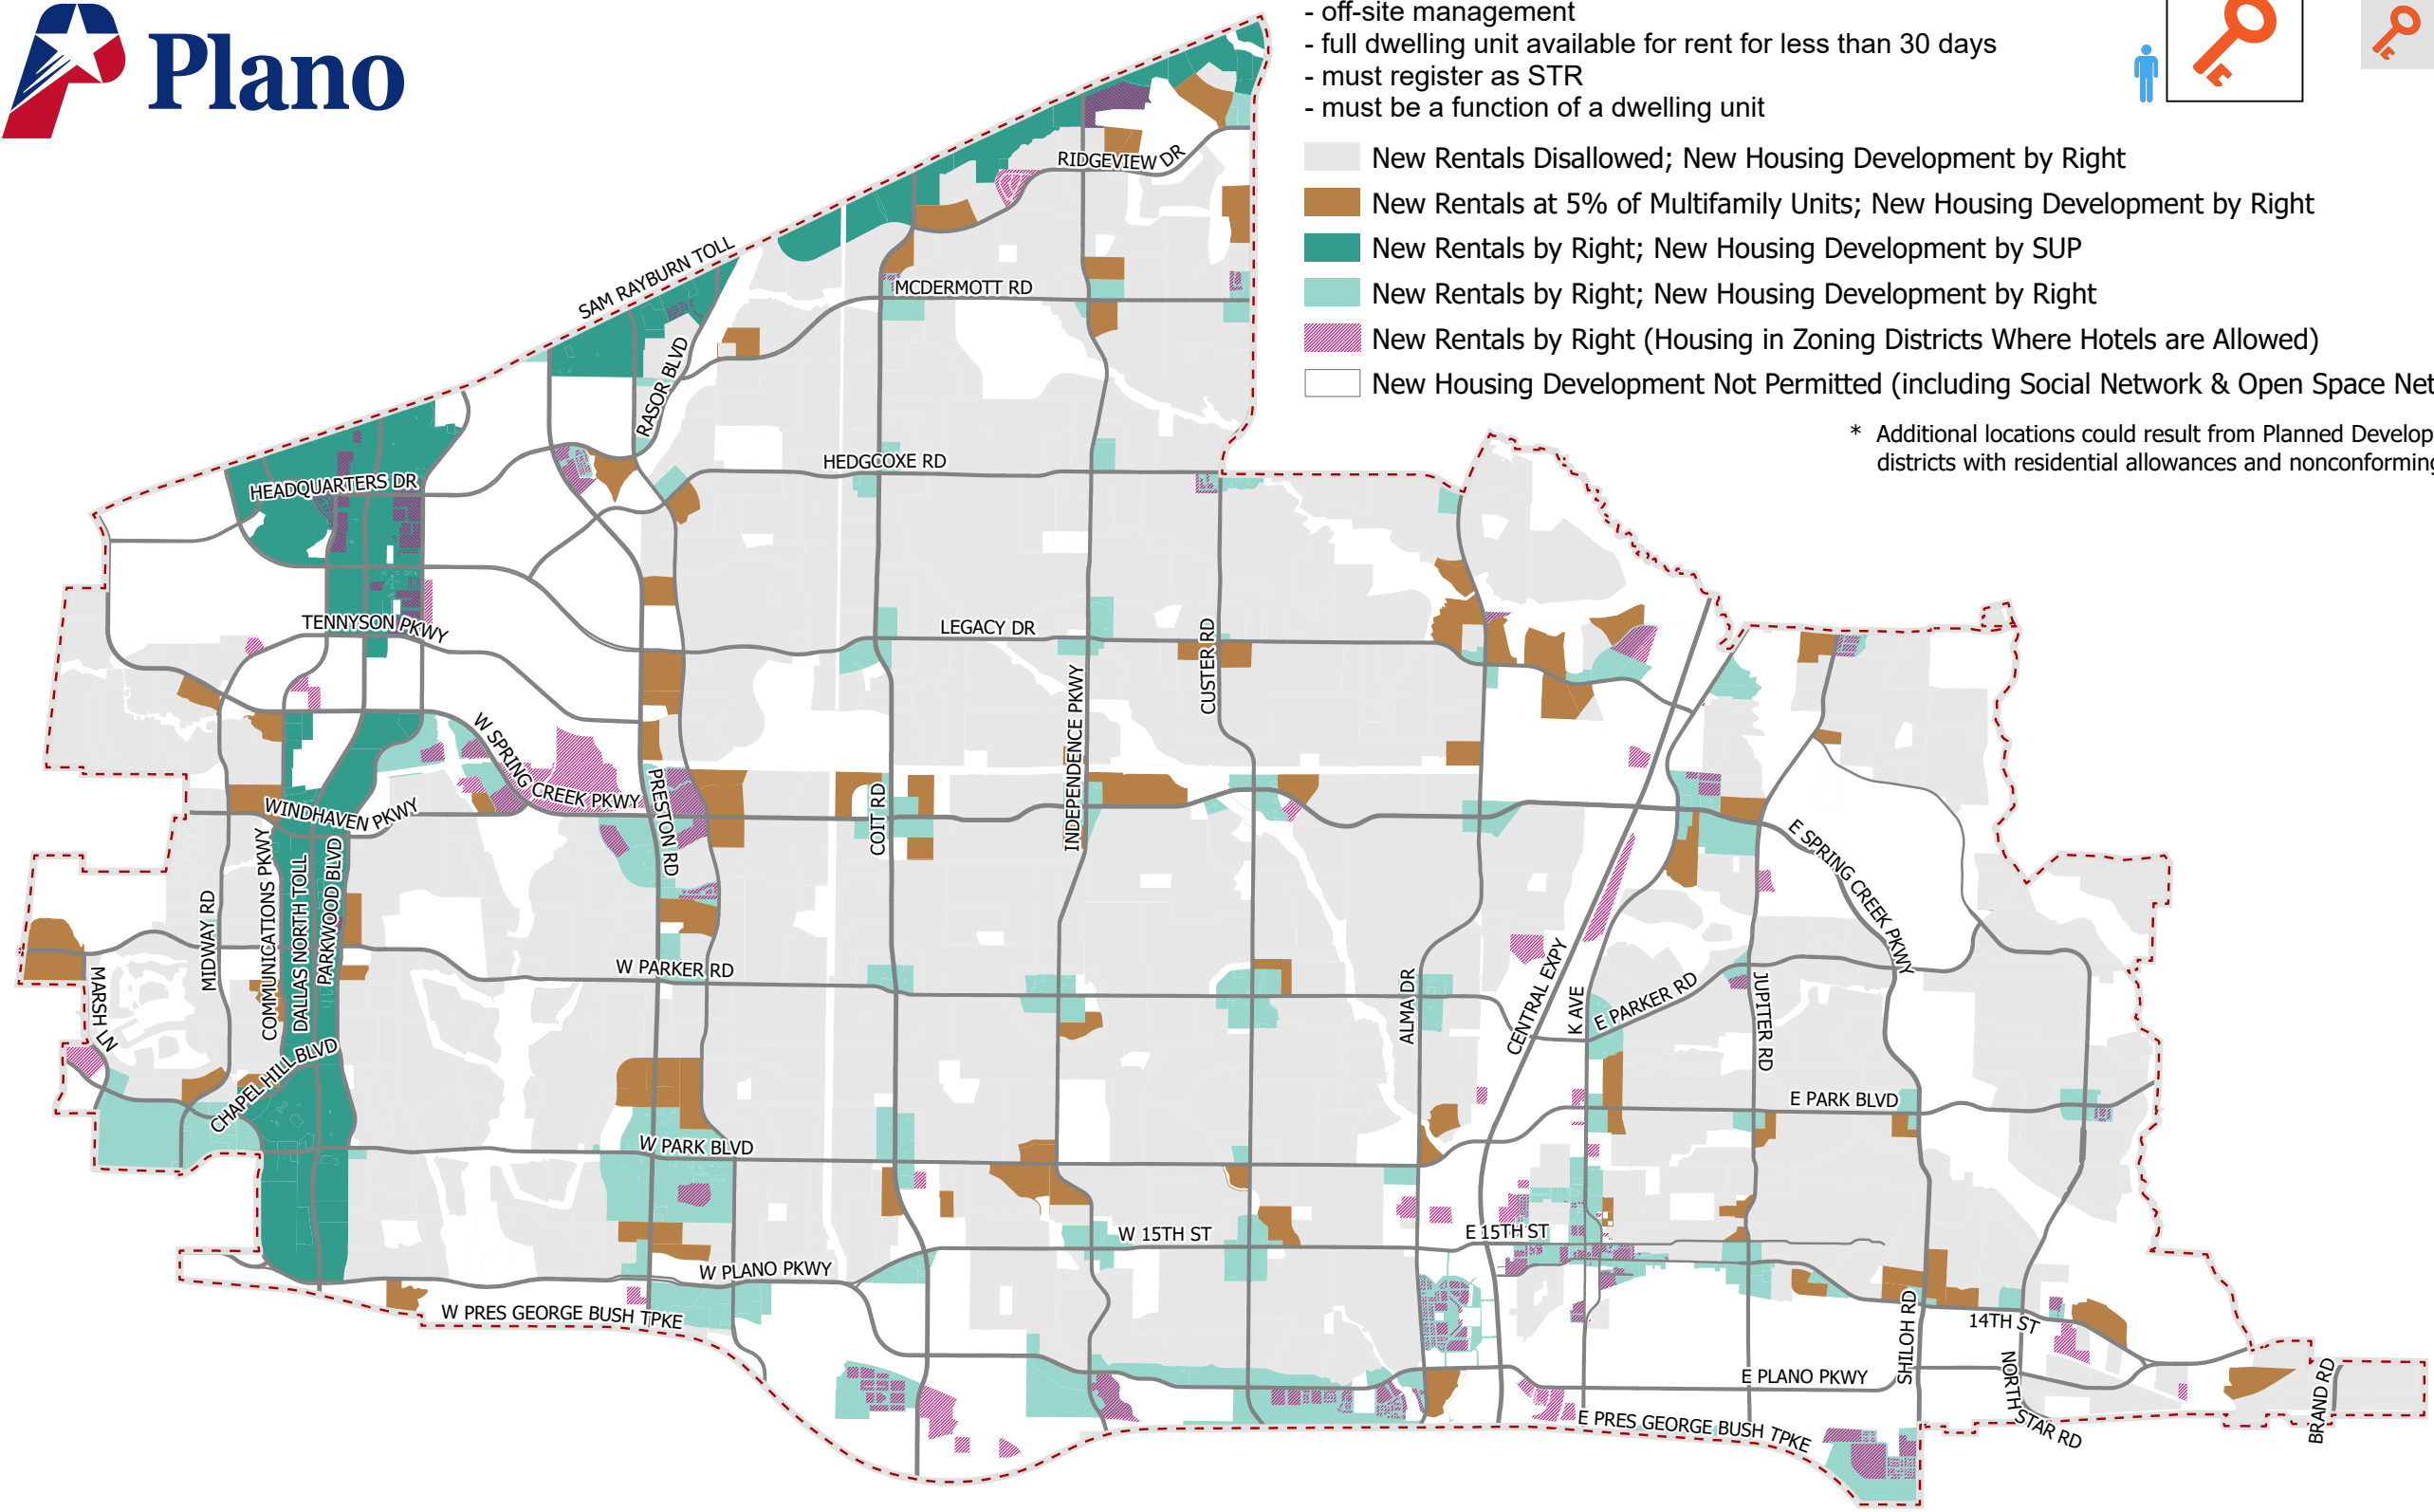 Plano
- off-site management
- full dwelling unit available for rent for less than 30 days
- must register as STR
- must be a function of a dwelling unit
New Rentals Disallowed; New Housing Development by Right
New Rentals at 5% of Multifamily Units; New Housing Development by Right
New Rentals by Right; New Housing Development by SUP
New Rentals by Right; New Housing Development by Right
New Rentals by Right (Housing in Zoning Districts Where Hotels are Allowed)
New Housing Development Not Permitted (including Social Network & Open Space Net
* Additional locations could result from Planned Develop
districts with residential allowances and nonconforming
RIDGEVIEW DR
SAM RAYBURN TOLL
MCDERMOTT RD
RASOR BLVD
HEDGCOXE RD
HEADQUARTERS DR
TENNYSON PKWY
LEGACY DR
CUSTER RD
INDEPENDENCE PKWY
W SPRING CREEK PKWY
PRESTON RD
COIT RD
WINDHAVEN PKWY
E SPRING CREEK PKWY
MIDWAY RD
COMMUNICATIONS PKWY
DALLAS NORTH TOLL
PARKWOOD BLVD
MARSH LN
W PARKER RD
ALMA DR
CENTRAL EXPY
K AVE
E PARKER RD
JUPITER RD
CHAPEL HILL BLVD
E PARK BLVD
W PARK BLVD
W 15TH ST
E 15TH ST
W PLANO PKWY
W PRES GEORGE BUSH TPKE
SHILOH RD
14TH ST
E PLANO PKWY
NORTH STAR RD
BRAND RD
E PRES GEORGE BUSH TPKE